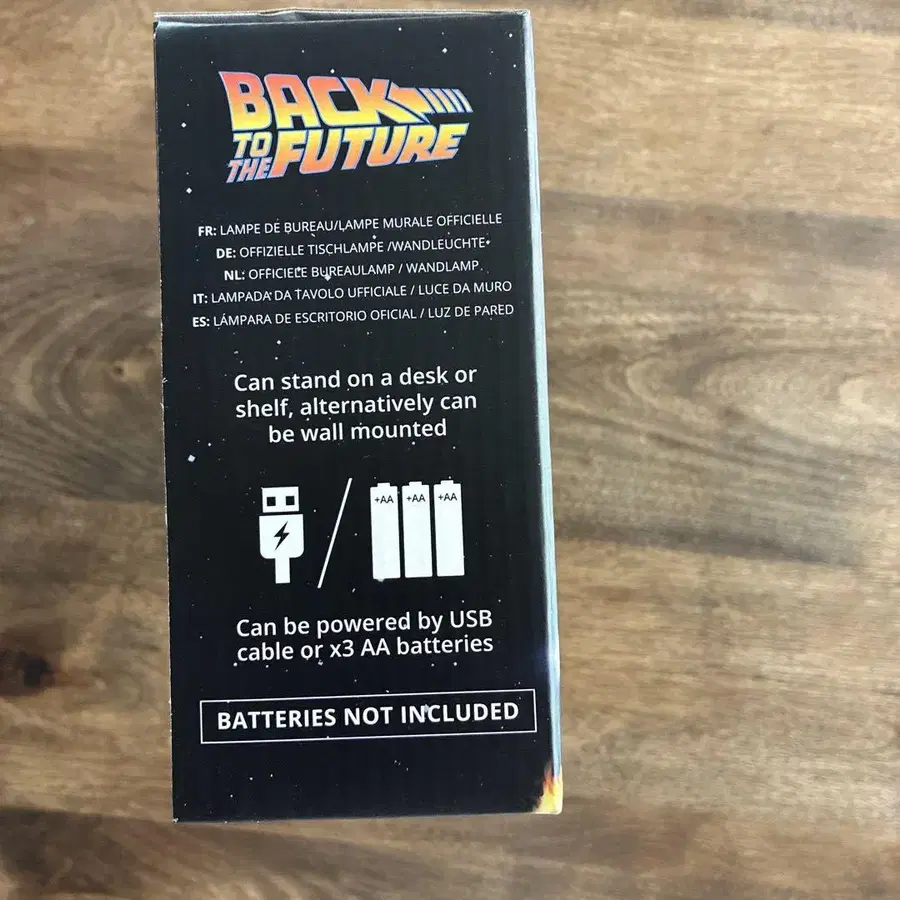 BACK
TO
THE FUTURE
FR: LAMPE DE BUREAU/LAMPE MURALE OFFICIELLE
DE: OFFIZIELLE TISCHLAMPE /WANDLEUCHTE
NL: OFFICIELE BUREAULAMP / WANDLAMP
IT: LAMPADA DA TAVOLO UFFICIALE / LUCE DA MURO
ES: LÁMPARA DE ESCRITORIO OFICIAL / LUZ DE PARED
Can stand on a desk or
shelf, alternatively can
be wall mounted
+AA +AA +AA
Can be powered by USB
cable or x3 AA batteries
BATTERIES NOT INCLUDED